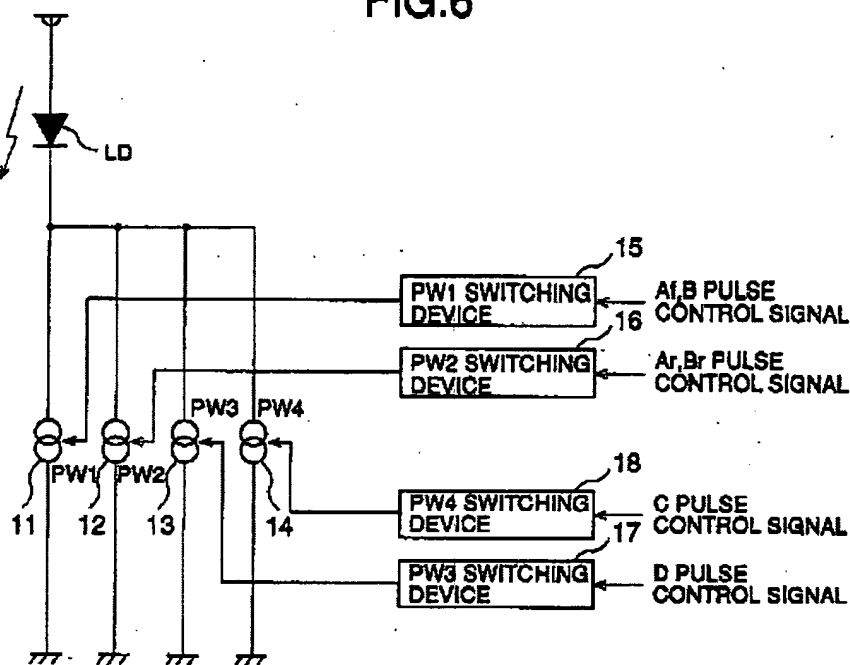 FIG.6
LD
15
PW1 SWITCHING
DEVICE
Af,B PULSE
CONTROL SIGNAL
16
PW2 SWITCHING
DEVICE
Ar,Br PULSE
CONTROL SIGNAL
PW3
PW4
PW1
PW2
11
12
13
14
18
PW4 SWITCHING
DEVICE
C PULSE
CONTROL SIGNAL
17
PW3 SWITCHING
DEVICE
D PULSE
CONTROL SIGNAL